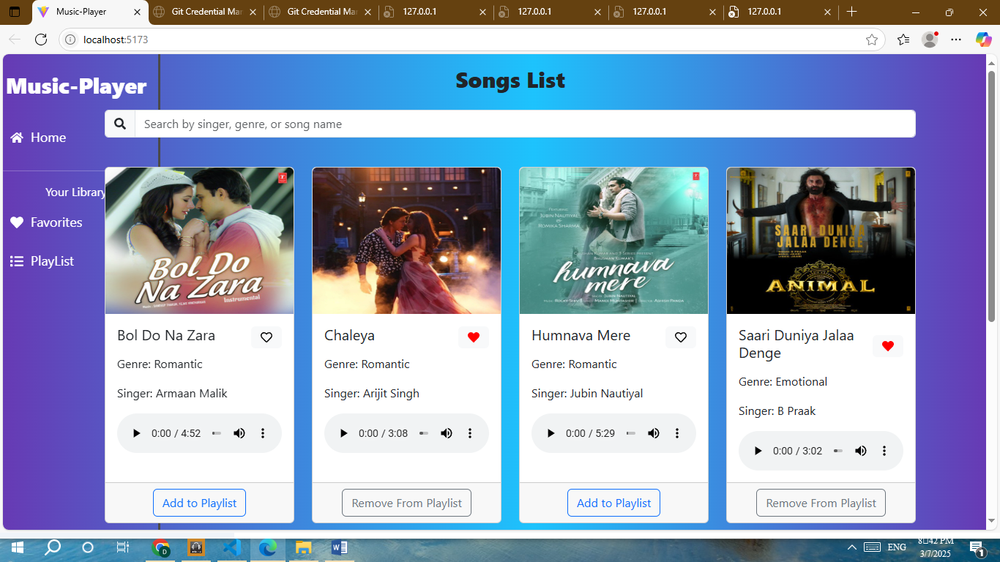 Music-Player
Git Credential Mar
Git Credential Mar
127.0.0.1
127.0.0.1
127.0.0.1
127.0.0.1
localhost:5173
Music-Player
Home
Your Library
Favorites
PlayList
Songs List
Search by singer, genre, or song name
BOL DO
NA ZARA
Instrumental
FEATURING
JUBIN NAUTIYAL
&
ROMIKA SHARMA
humnava
mere
SAARI DUNIYA
JALAA DENGE
ANIMAL
Bol Do Na Zara
Genre: Romantic
Singer: Armaan Malik
0:00 / 4:52
Add to Playlist
Chaleya
Genre: Romantic
Singer: Arijit Singh
0:00 / 3:08
Remove From Playlist
Humnava Mere
Genre: Romantic
Singer: Jubin Nautiyal
0:00 / 5:29
Add to Playlist
Saari Duniya Jalaa
Denge
Genre: Emotional
Singer: B Praak
0:00 / 3:02
Remove From Playlist
D
ENG
8:42 PM
3/7/2025
1